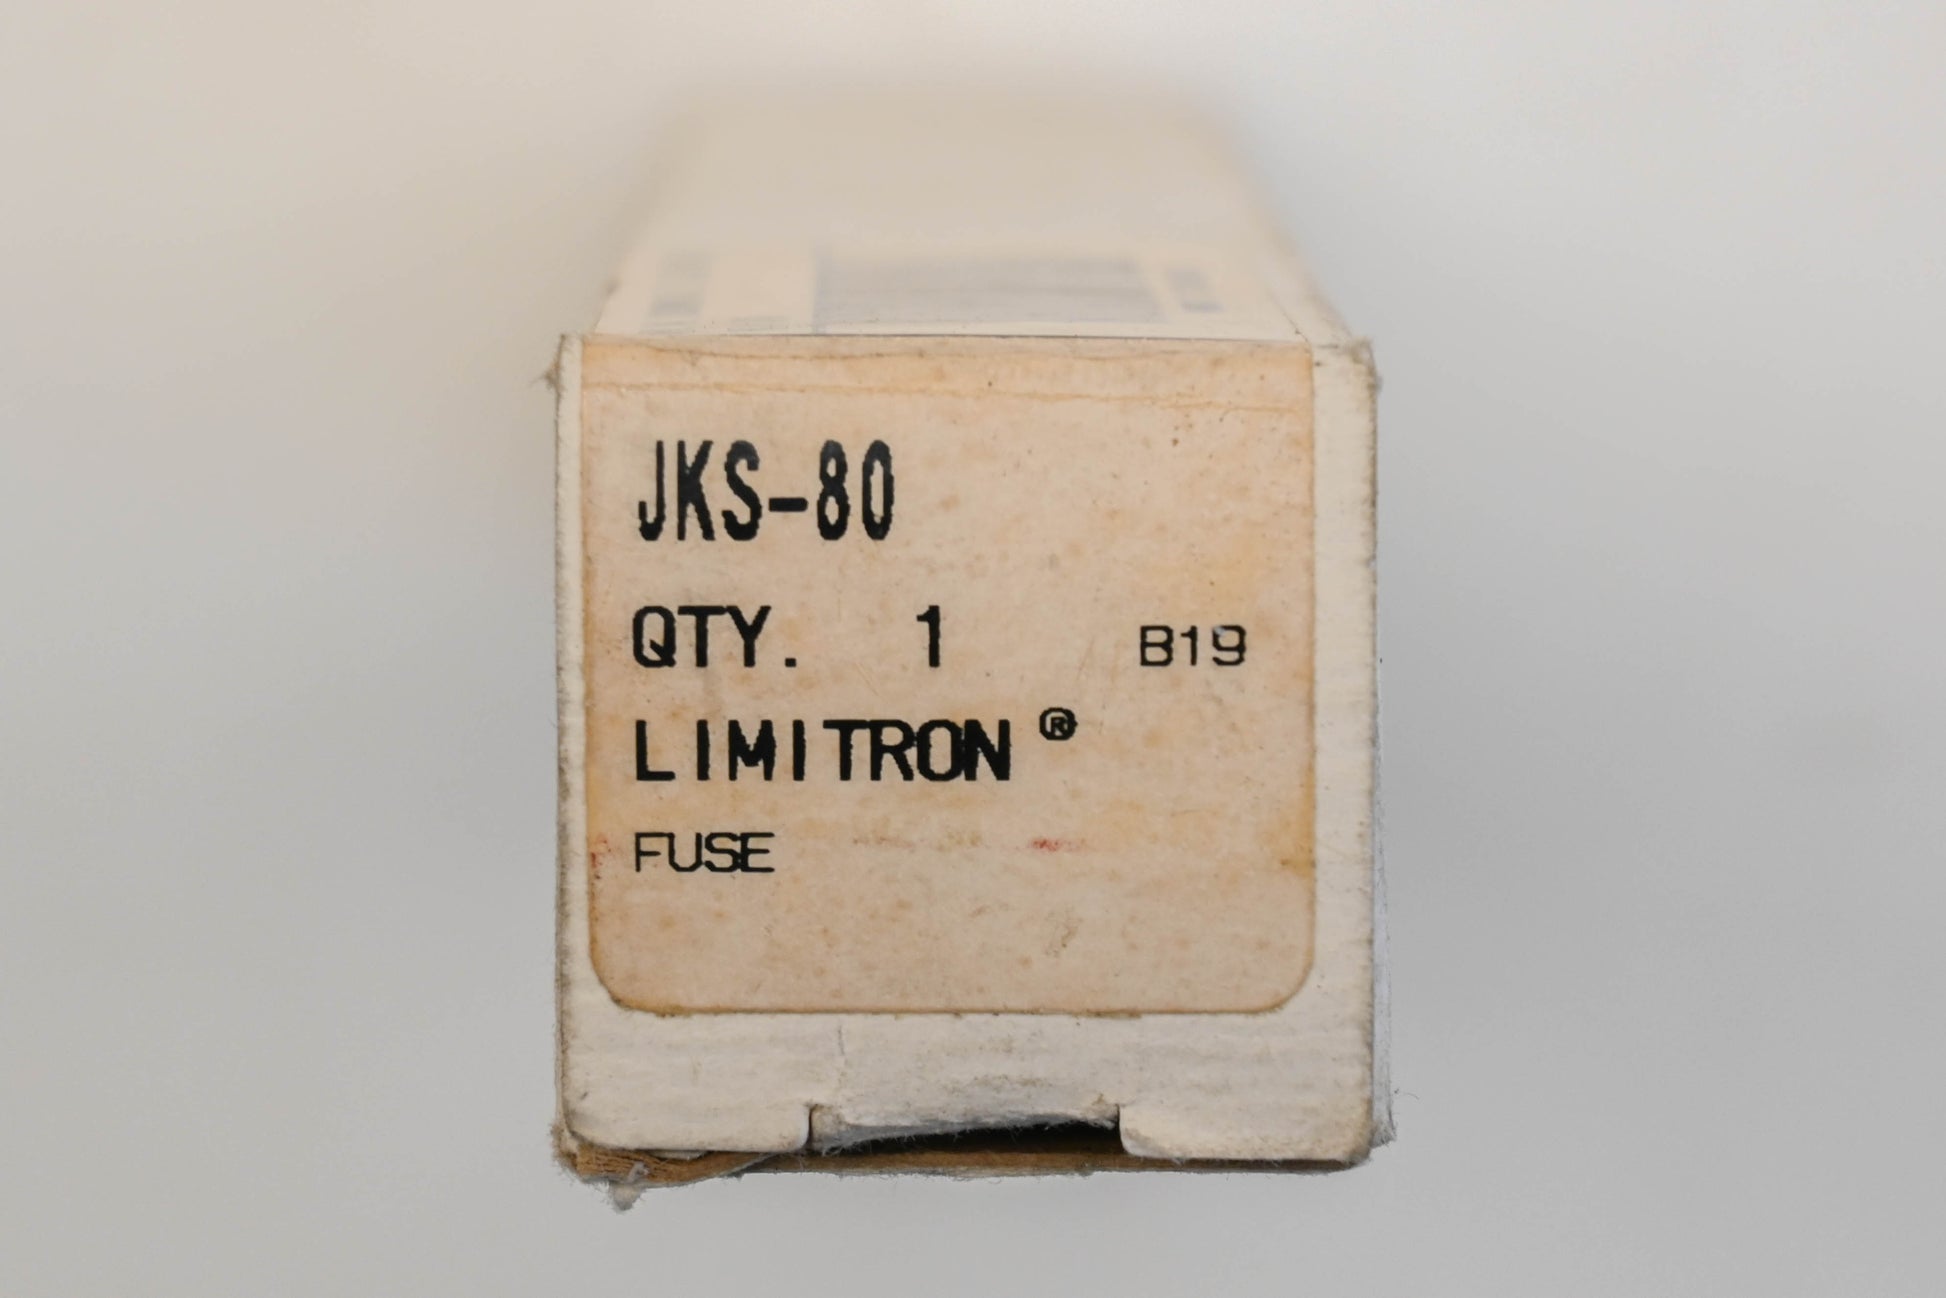 JKS-80
QTY. 1 B19
LIMITRON ®
FUSE